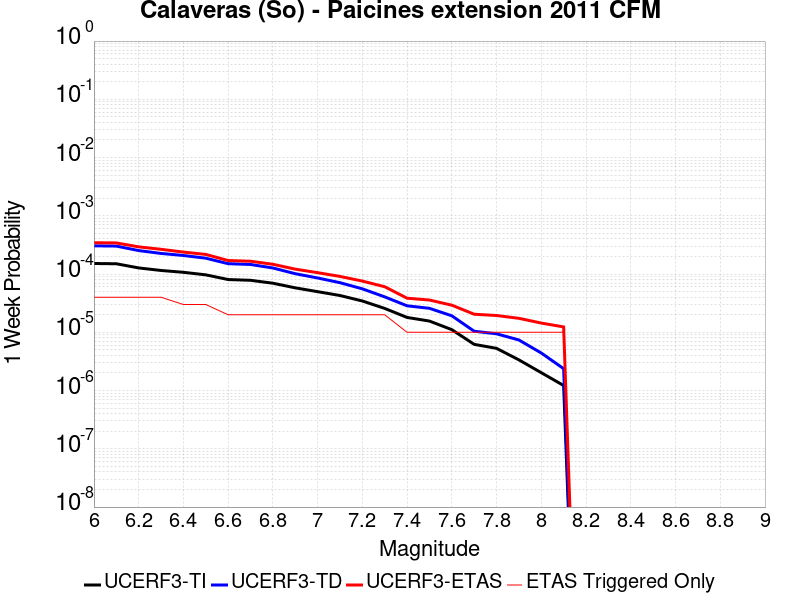 Calaveras (So) - Paicines extension 2011 CFM
10^0
10^-1
10^-2
10^-3
10^-4
10^-5
10^-6
10^-7
10^-8
1 Week Probability
6 6.2 6.4 6.6 6.8 7 7.2 7.4 7.6 7.8 8 8.2 8.4 8.6 8.8 9
Magnitude
UCERF3-TI UCERF3-TD UCERF3-ETAS ETAS Triggered Only